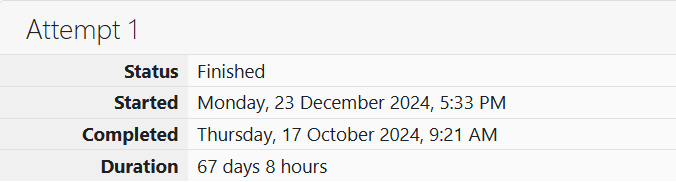 Attempt 1
Status Finished
Started Monday, 23 December 2024, 5:33 PM
Completed Thursday, 17 October 2024, 9:21 AM
Duration 67 days 8 hours